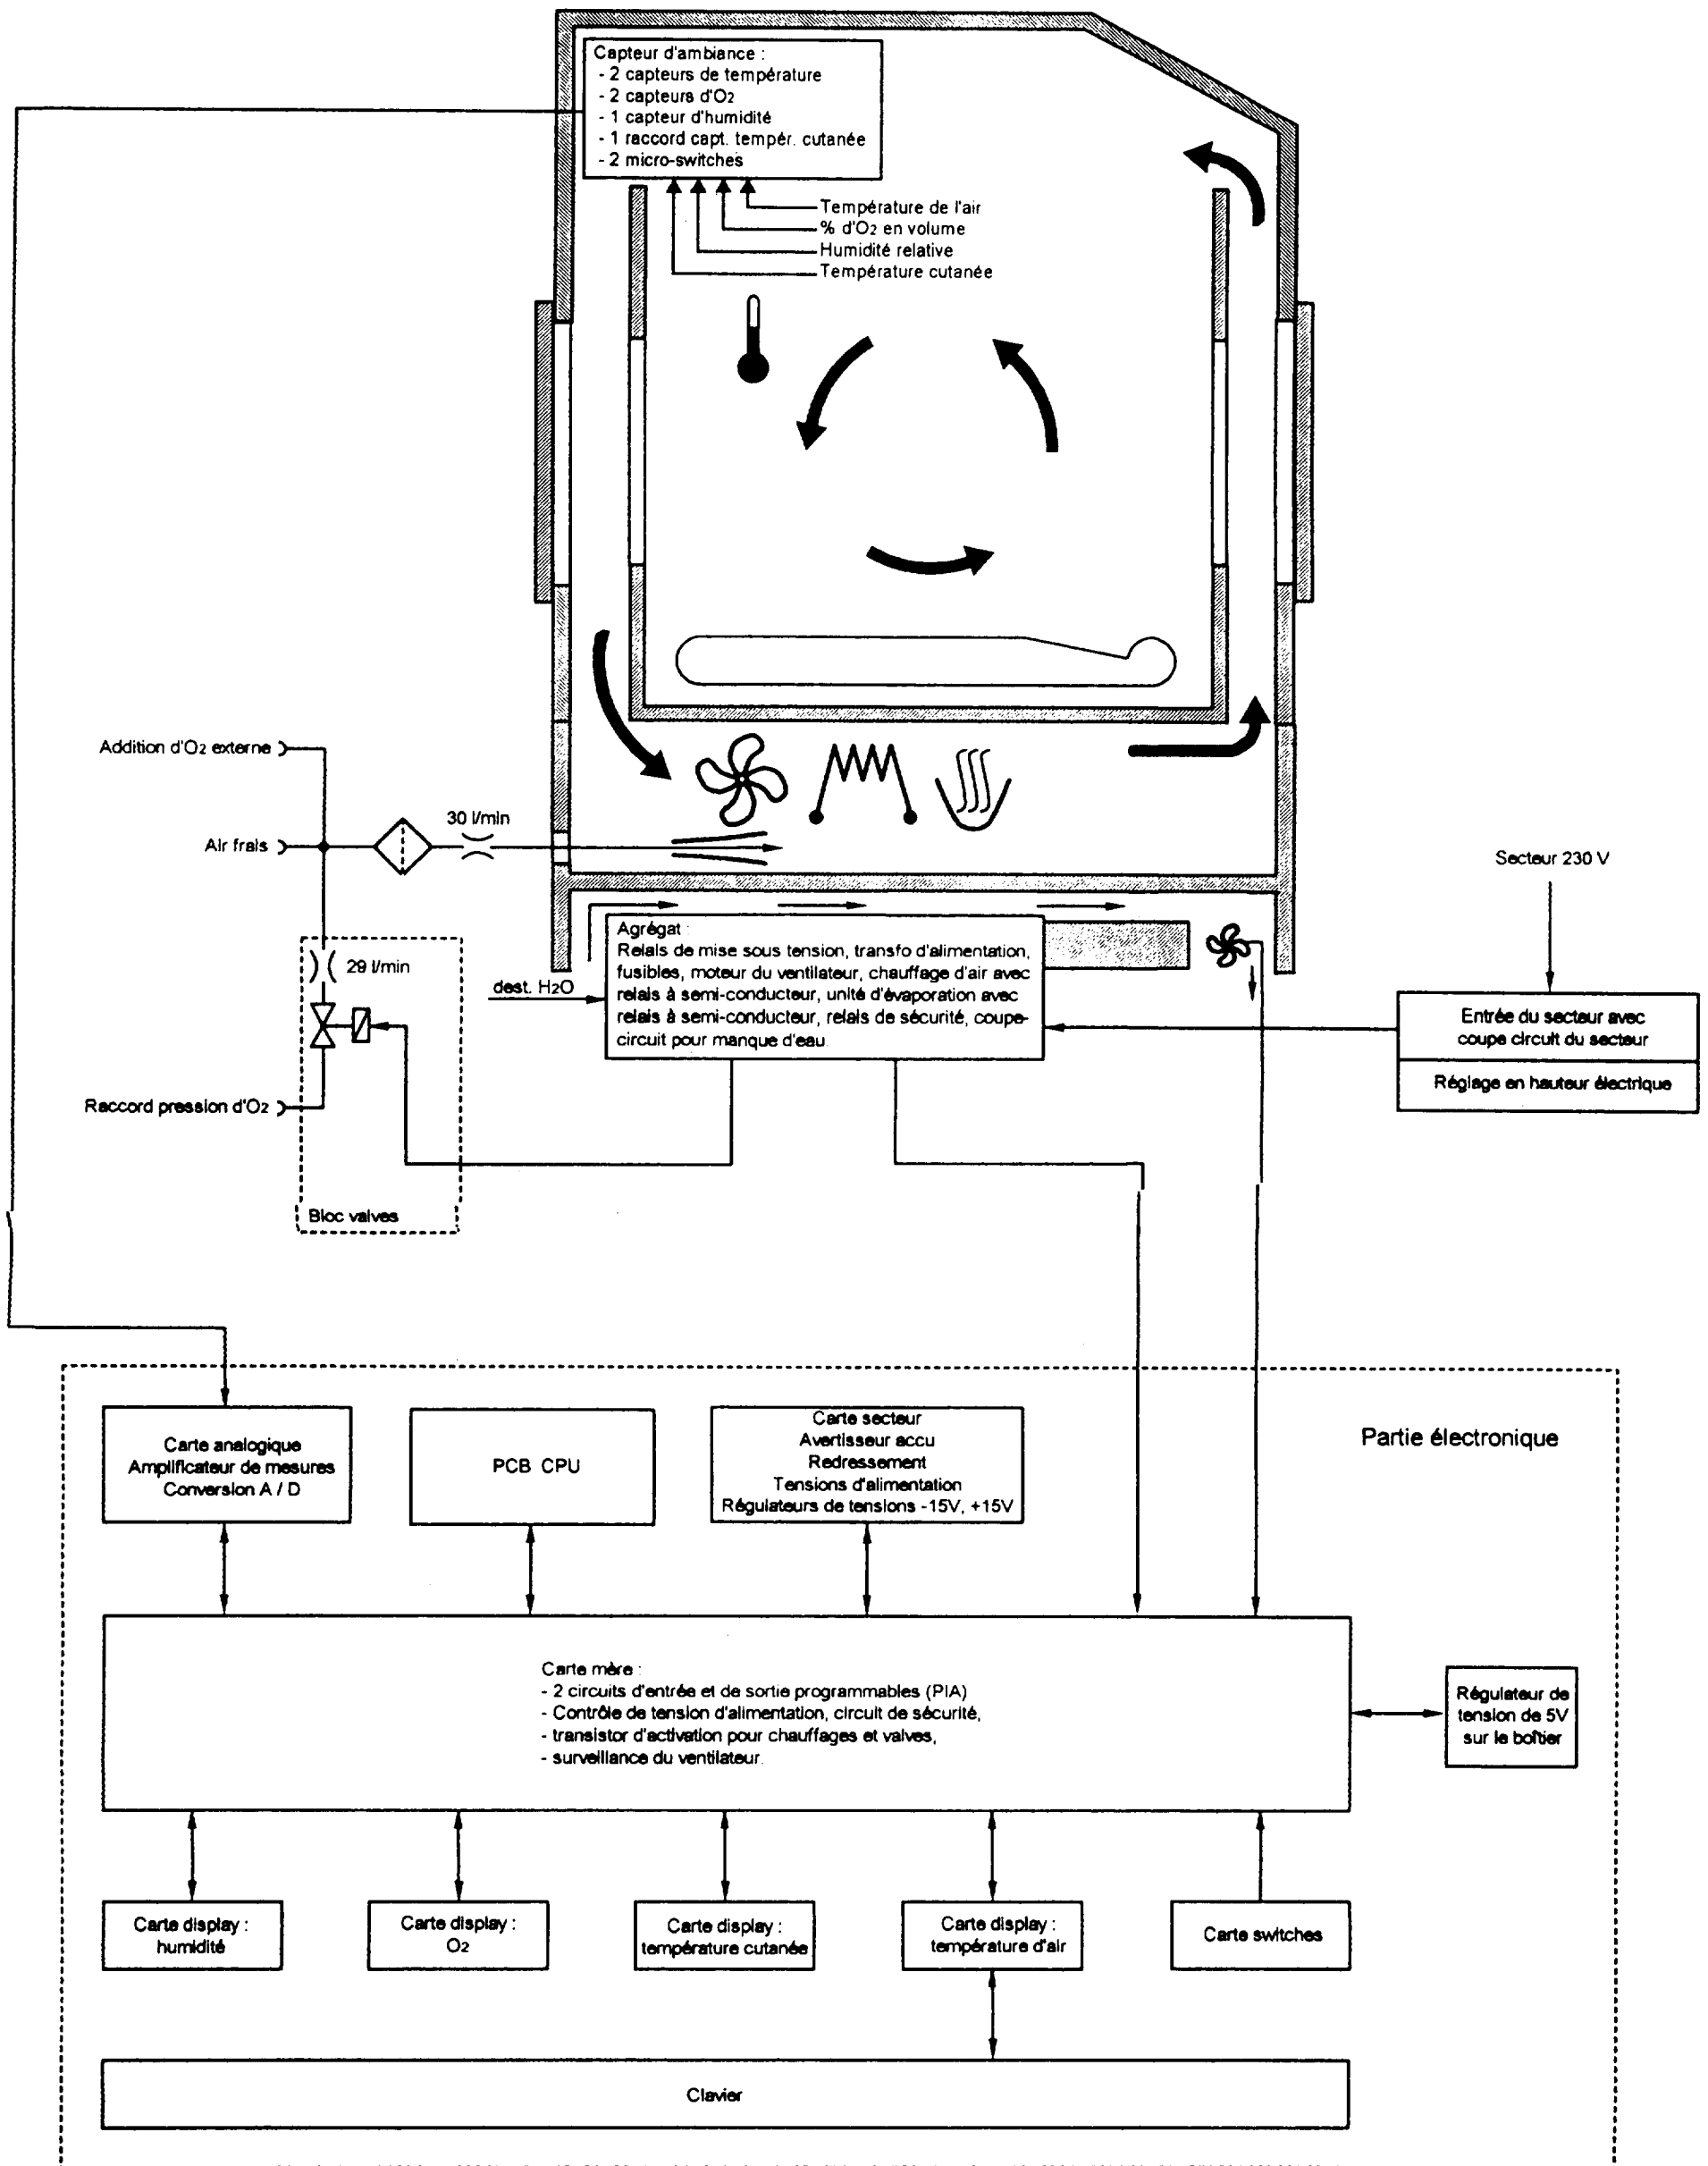 Capteur d'ambiance :
- 2 capteurs de température
- 2 capteurs d'O2
- 1 capteur d'humidité
- 1 raccord capt. tempér. cutanée
- 2 micro-switches
Température de l'air
% d'O2 en volume
Humidité relative
Température cutanée
Addition d'O2 externe
30 l/min
Air frais
Secteur 230 V
29 l/min
dest. H2O
Agrégat :
Relais de mise sous tension, transfo d'alimentation,
fusibles, moteur du ventilateur, chauffage d'air avec
relais à semi-conducteur, unité d'évaporation avec
relais à semi-conducteur, relais de sécurité, coupe-
circuit pour manque d'eau.
Entrée du secteur avec
coupe circuit du secteur
Réglage en hauteur électrique
Raccord pression d'O2
Bloc valves
Partie électronique
Carte analogique
Amplificateur de mesures
Conversion A / D
PCB CPU
Carte secteur
Avertisseur accu
Redressement
Tensions d'alimentation
Régulateurs de tensions -15V, +15V
Carte mère :
- 2 circuits d'entrée et de sortie programmables (PIA)
- Contrôle de tension d'alimentation, circuit de sécurité,
- transistor d'activation pour chauffages et valves,
- surveillance du ventilateur.
Régulateur de
tension de 5V
sur le boîtier
Carte display :
humidité
Carte display :
O2
Carte display :
température cutanée
Carte display :
température d'air
Carte switches
Clavier